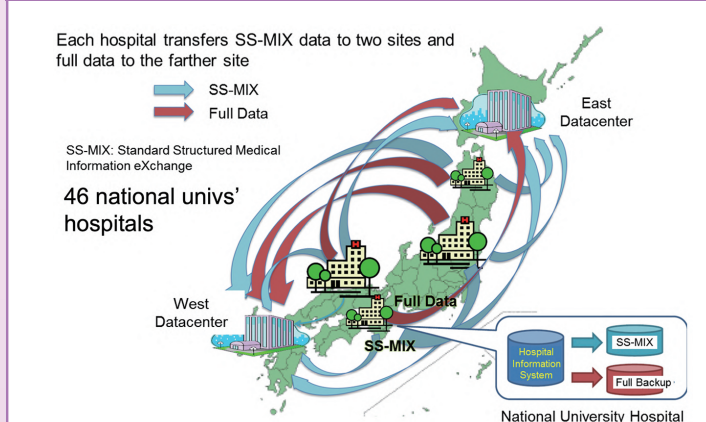 Each hospital transfers SS-MIX data to two sites and
full data to the farther site
SS-MIX
Full Data
SS-MIX: Standard Structured Medical
Information eXchange
46 national univs'
hospitals
East
Datacenter
West
Datacenter
H
H
H
H
Full Data
SS-MIX
Hospital
Information
System
SS-MIX
Full Backup
National University Hospital